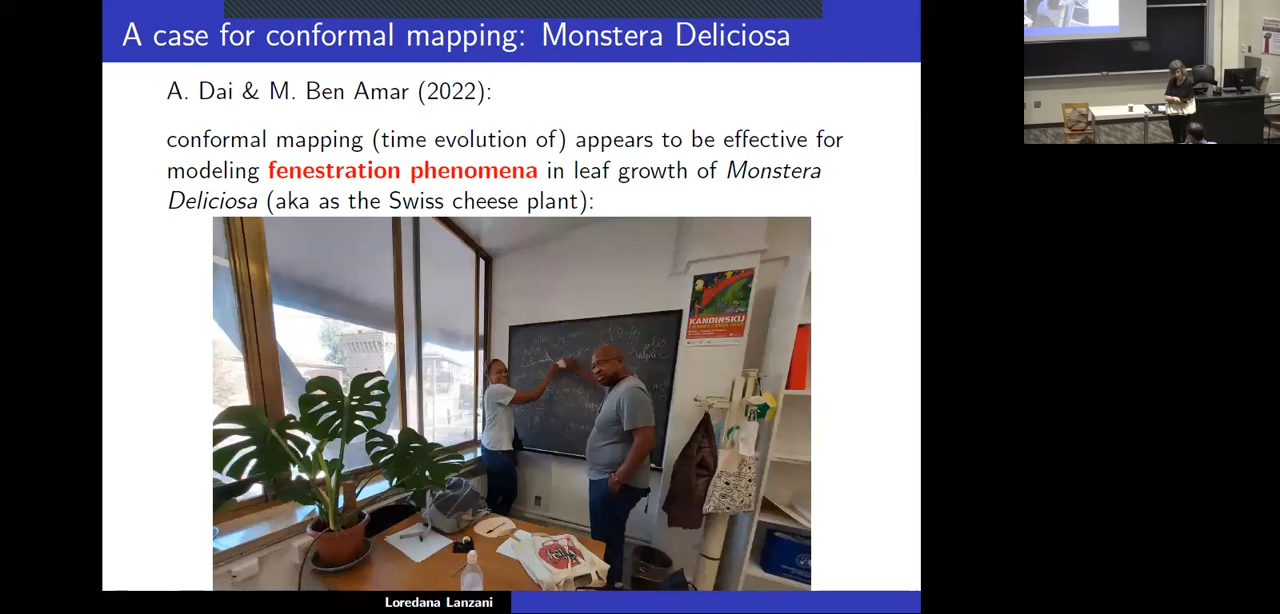 A case for conformal mapping: Monstera Deliciosa
A. Dai & M. Ben Amar (2022):
conformal mapping (time evolution of) appears to be effective for
modeling fenestration phenomena in leaf growth of Monstera
Deliciosa (aka as the Swiss cheese plant):
KANDINSKIJ
Loredana Lanzani